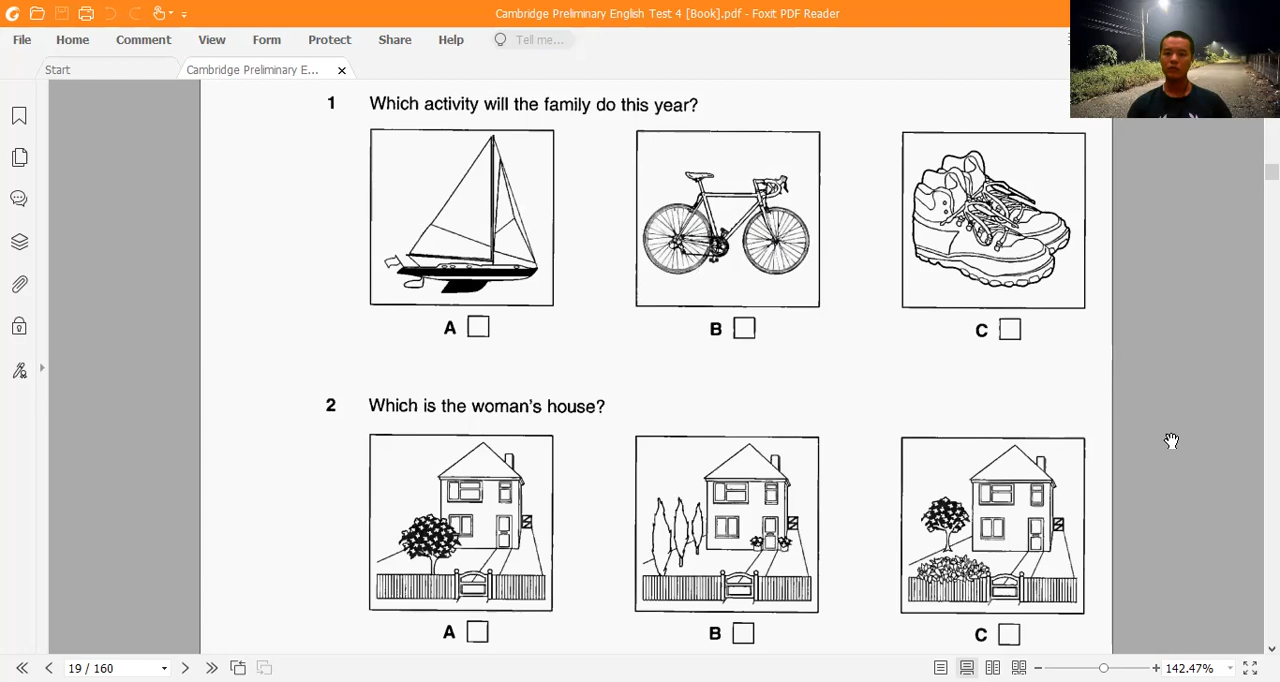 Cambridge Preliminary English Test 4 [Book].pdf - Foxit PDF Reader
File Home Comment View Form Protect Share Help Tell me...
Start Cambridge Preliminary E...
1 Which activity will the family do this year?
A B C
2 Which is the woman's house?
A B C
19 / 160 142.47%